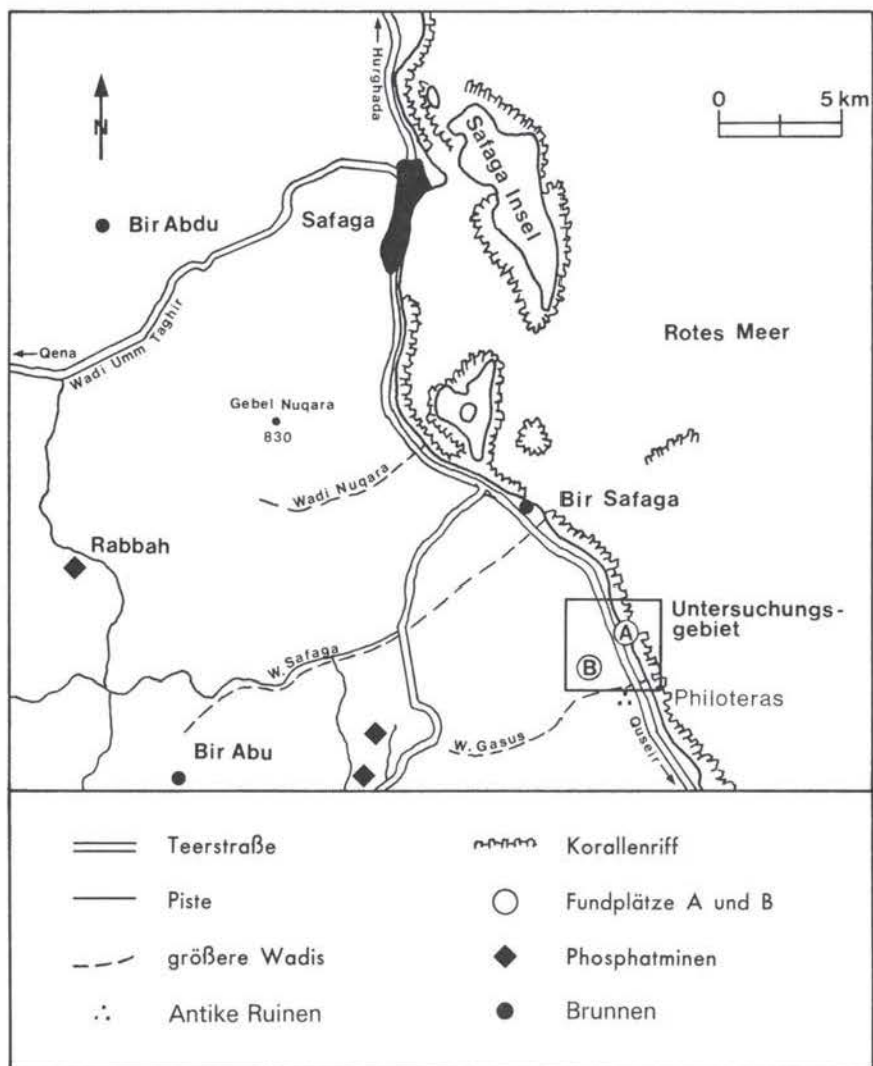 Hurghada
N
0 5 km
Safaga Insel
Bir Abdu
Safaga
Rotes Meer
Qena
Wadi Umm Taghir
Gebel Nuqara
830
Wadi Nuqara
Bir Safaga
Rabbah
Untersuchungs-
gebiet
A
B
W. Safaga
Philoteras
W. Gasus
Quseir
Bir Abu
Teerstraße
Korallenriff
Piste
Fundplätze A und B
größere Wadis
Phosphatminen
Antike Ruinen
Brunnen